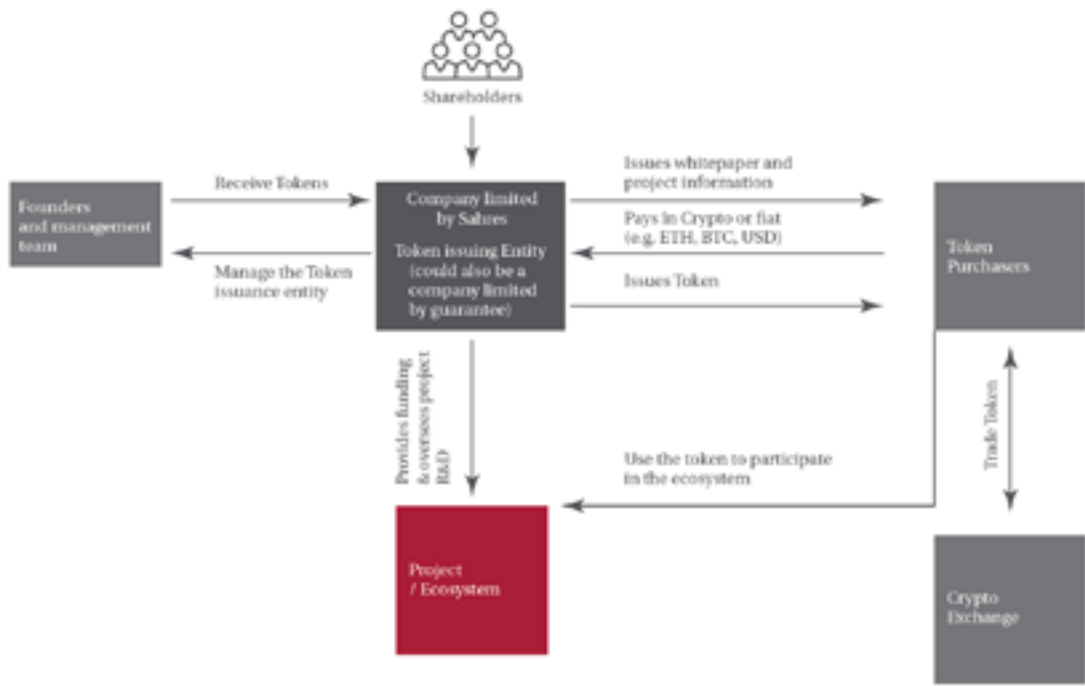 Shareholders
Receive Tokens
Founders
and management
team
Manage the Token
issuance entity
Company limited
by Sahres
Token issuing Entity
(could also be a
company limited
by guarantee)
Issues whitepaper and
project information
Pays in Crypto or fiat
(e.g. ETH, BTC, USD)
Issues Token
Token
Purchasers
Provides funding
& oversees project
R&D
Use the token to participate
in the ecosystem
Trade Token
Project
/ Ecosystem
Crypto
Exchange